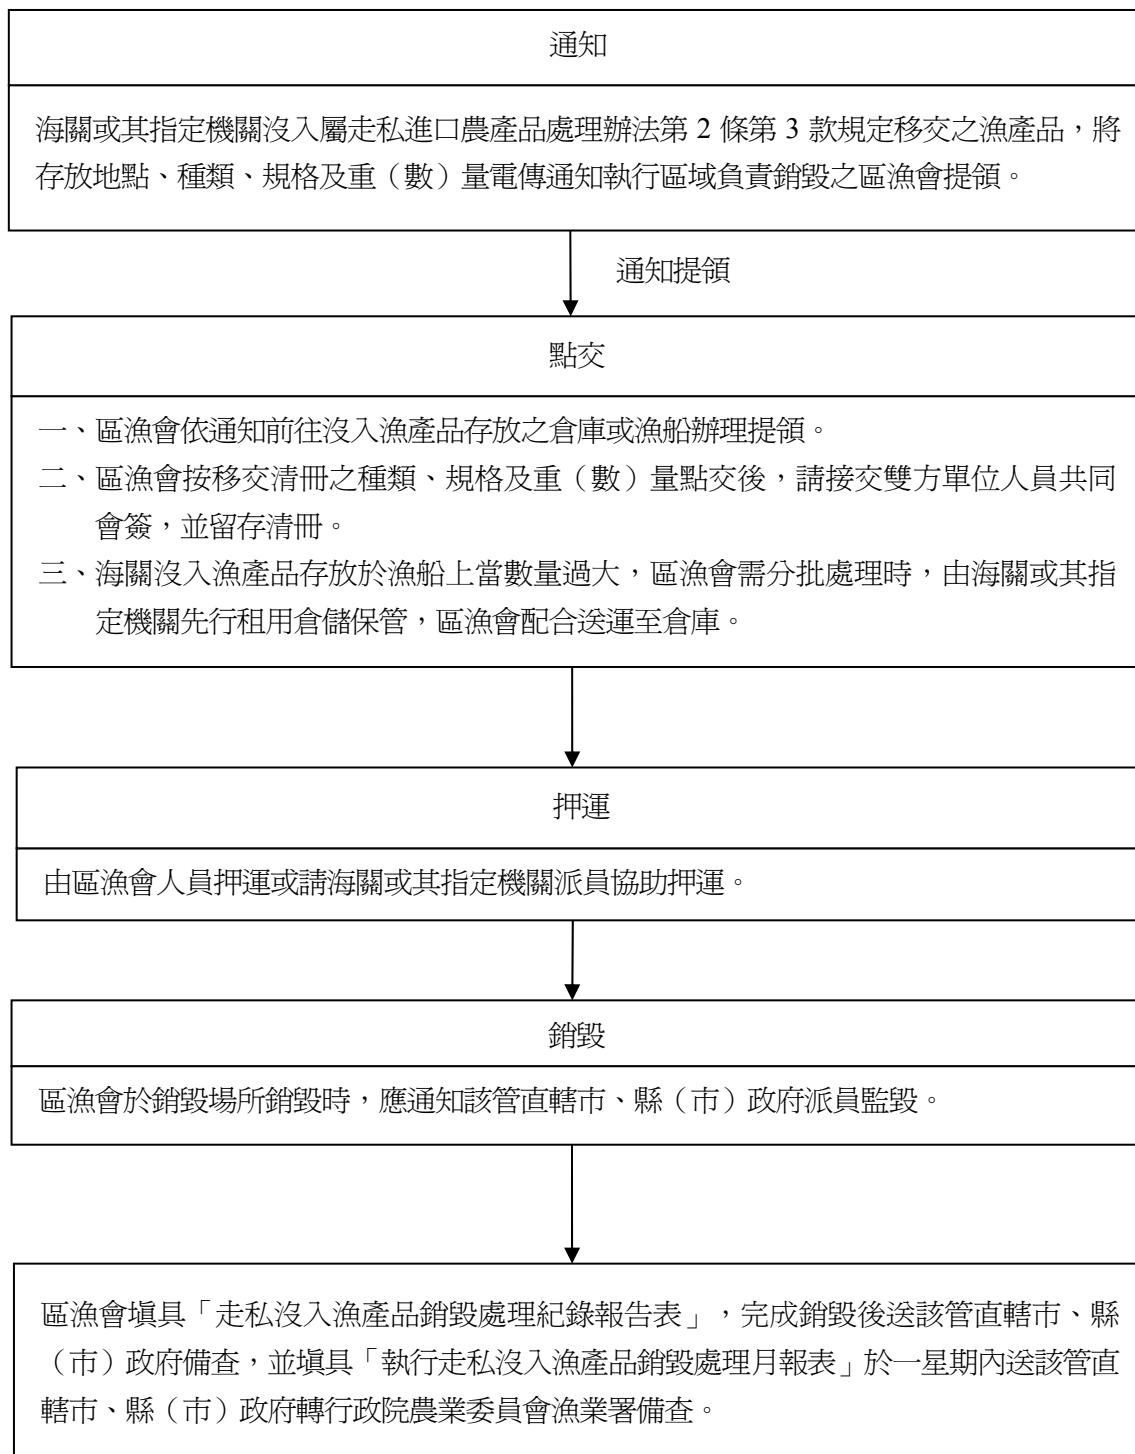 通知
海關或其指定機關沒入屬走私進口農產品處理辦法第 2 條第 3 款規定移交之漁產品，將
存放地點、種類、規格及重（數）量電傳通知執行區域負責銷毀之區漁會提領。
通知提領
點交
一、區漁會依通知前往沒入漁產品存放之倉庫或漁船辦理提領。
二、區漁會按移交清冊之種類、規格及重（數）量點交後，請接交雙方單位人員共同
會簽，並留存清冊。
三、海關沒入漁產品存放於漁船上當數量過大，區漁會需分批處理時，由海關或其指
定機關先行租用倉儲保管，區漁會配合送運至倉庫。
押運
由區漁會人員押運或請海關或其指定機關派員協助押運。
銷毀
區漁會於銷毀場所銷毀時，應通知該管直轄市、縣（市）政府派員監毀。
區漁會填具「走私沒入漁產品銷毀處理紀錄報告表」，完成銷毀後送該管直轄市、縣
（市）政府備查，並填具「執行走私沒入漁產品銷毀處理月報表」於一星期內送該管直
轄市、縣（市）政府轉行政院農業委員會漁業署備查。